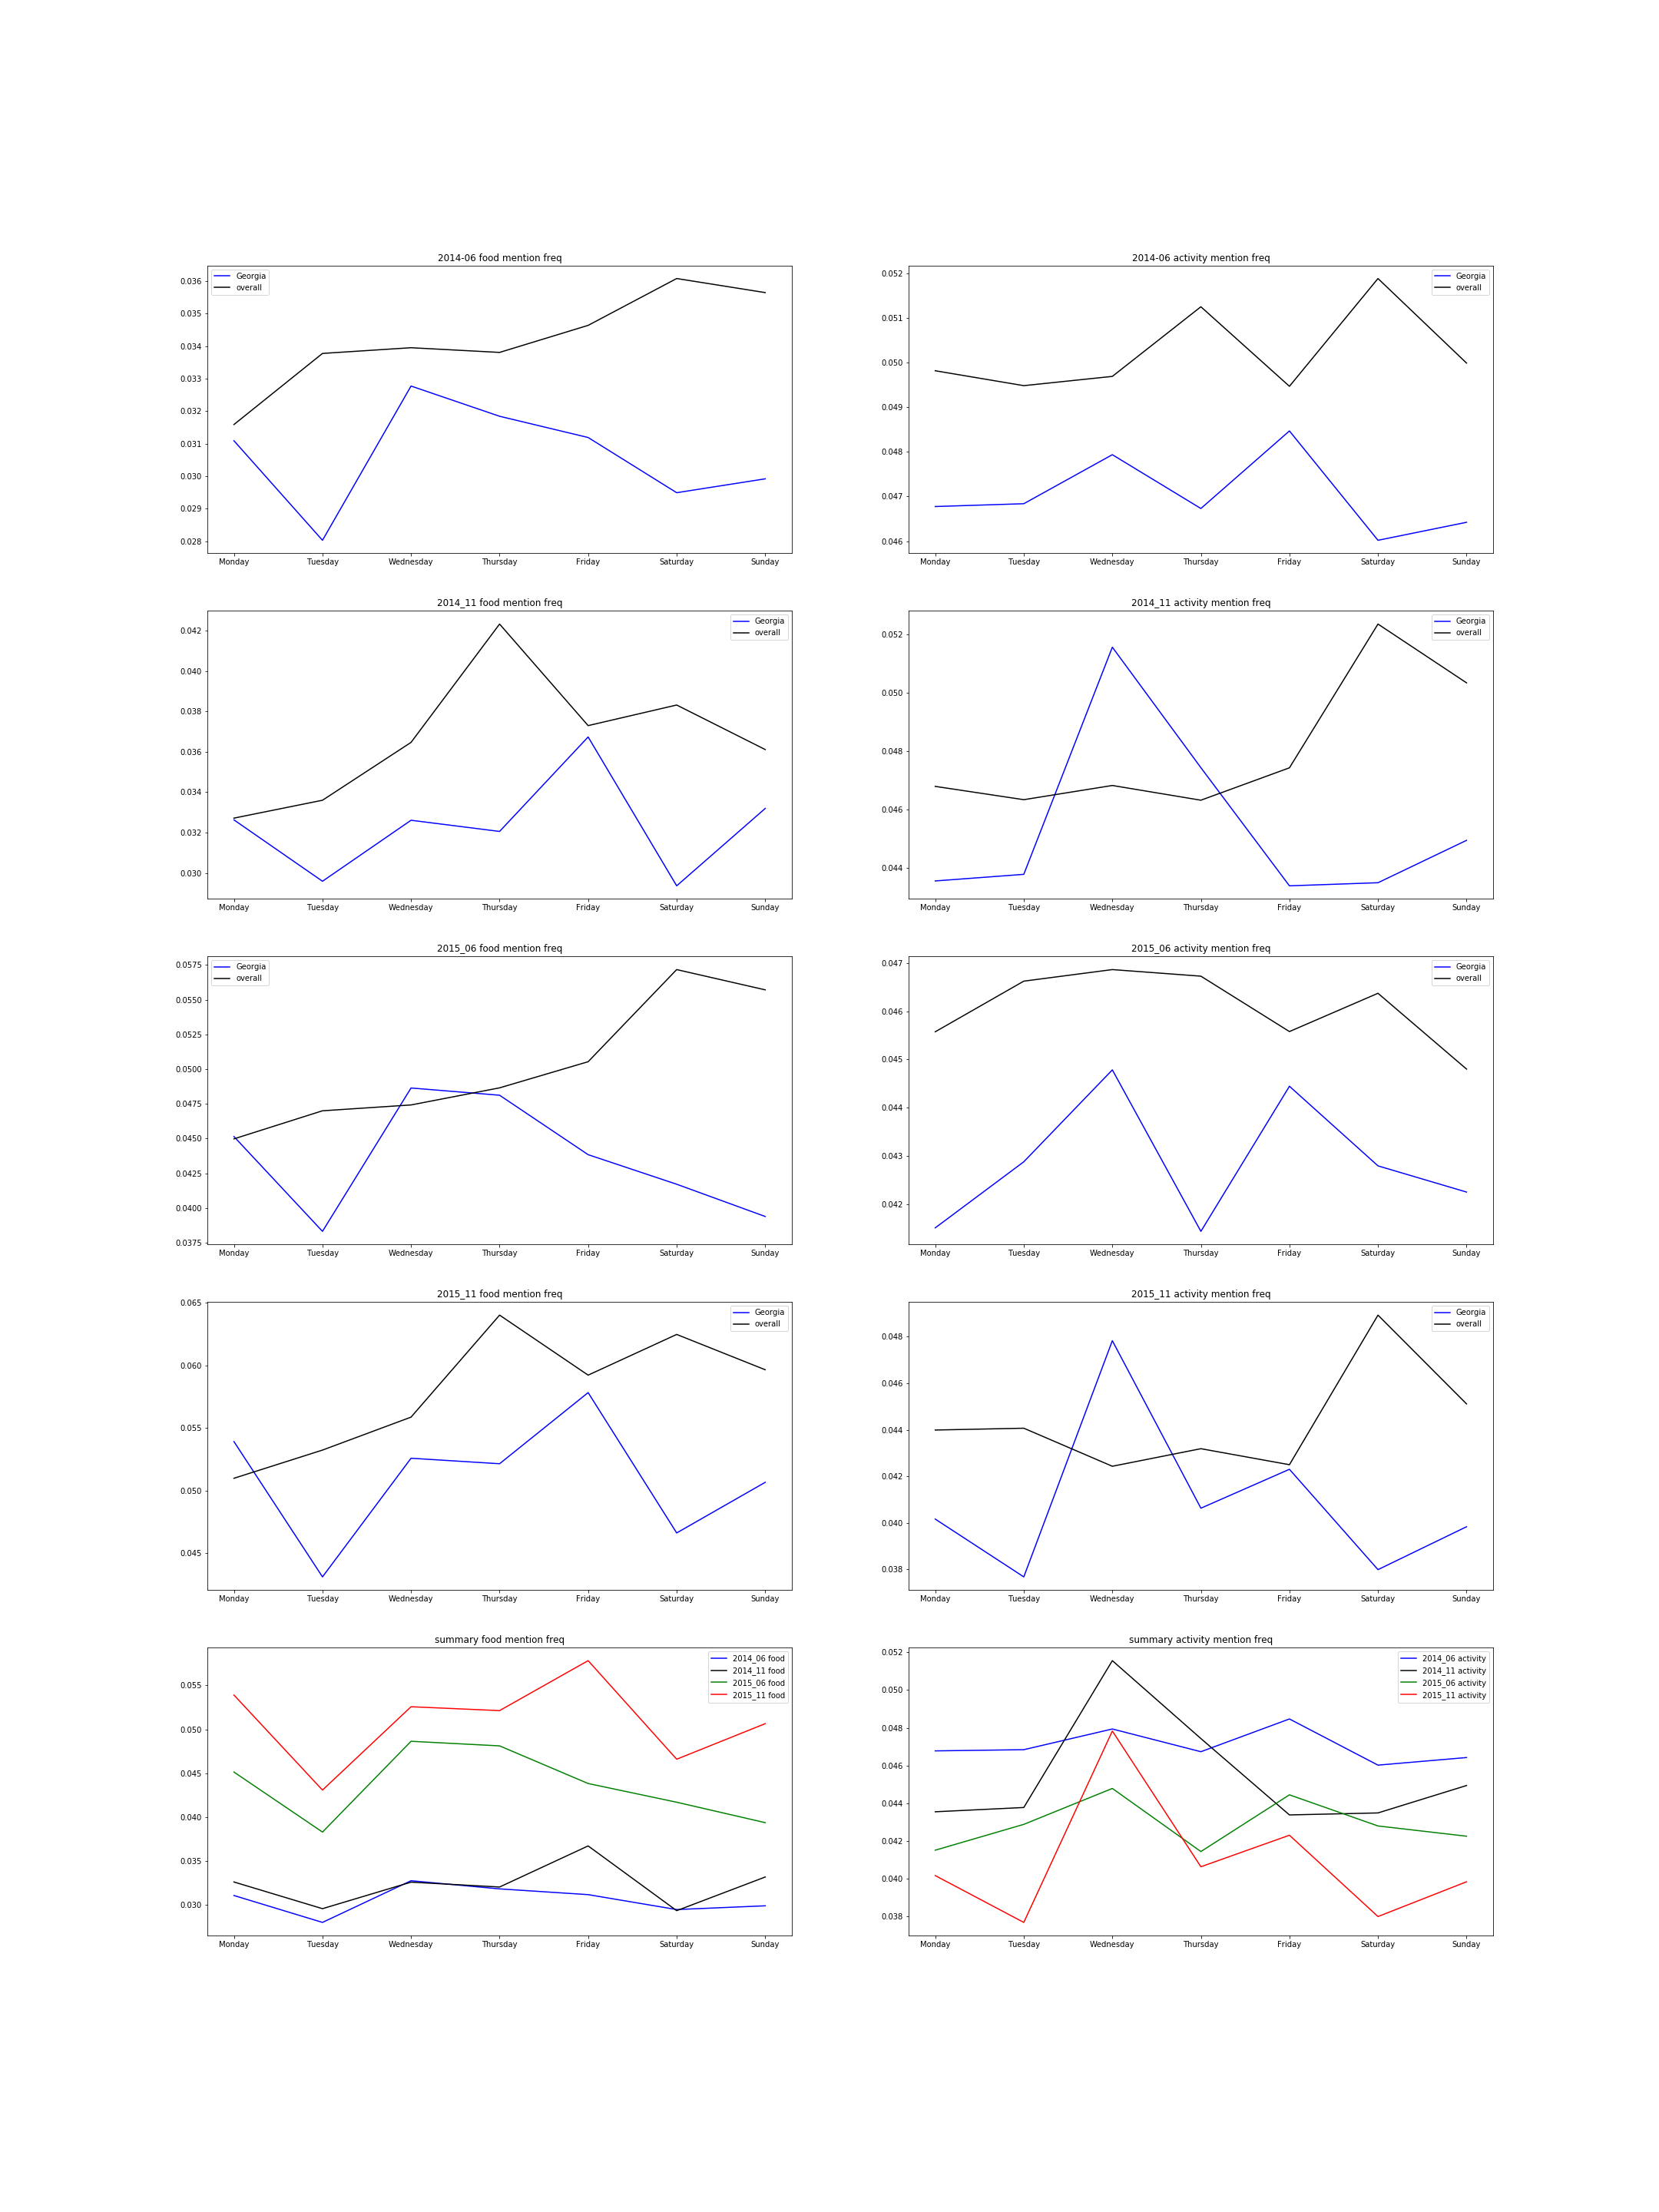 2014-06 food mention freq
Georgia
overall
0.036
0.035
0.034
0.033
0.032
0.031
0.030
0.029
0.028
Monday Tuesday Wednesday Thursday Friday Saturday Sunday
2014-06 activity mention freq
Georgia
overall
0.052
0.051
0.050
0.049
0.048
0.047
0.046
Monday Tuesday Wednesday Thursday Friday Saturday Sunday
2014_11 food mention freq
Georgia
overall
0.042
0.040
0.038
0.036
0.034
0.032
0.030
Monday Tuesday Wednesday Thursday Friday Saturday Sunday
2014_11 activity mention freq
Georgia
overall
0.052
0.050
0.048
0.046
0.044
Monday Tuesday Wednesday Thursday Friday Saturday Sunday
2015_06 food mention freq
Georgia
overall
0.0575
0.0550
0.0525
0.0500
0.0475
0.0450
0.0425
0.0400
0.0375
Monday Tuesday Wednesday Thursday Friday Saturday Sunday
2015_06 activity mention freq
Georgia
overall
0.047
0.046
0.045
0.044
0.043
0.042
Monday Tuesday Wednesday Thursday Friday Saturday Sunday
2015_11 food mention freq
Georgia
overall
0.065
0.060
0.055
0.050
0.045
Monday Tuesday Wednesday Thursday Friday Saturday Sunday
2015_11 activity mention freq
Georgia
overall
0.048
0.046
0.044
0.042
0.040
0.038
Monday Tuesday Wednesday Thursday Friday Saturday Sunday
summary food mention freq
2014_06 food
2014_11 food
2015_06 food
2015_11 food
0.055
0.050
0.045
0.040
0.035
0.030
Monday Tuesday Wednesday Thursday Friday Saturday Sunday
summary activity mention freq
2014_06 activity
2014_11 activity
2015_06 activity
2015_11 activity
0.052
0.050
0.048
0.046
0.044
0.042
0.040
0.038
Monday Tuesday Wednesday Thursday Friday Saturday Sunday